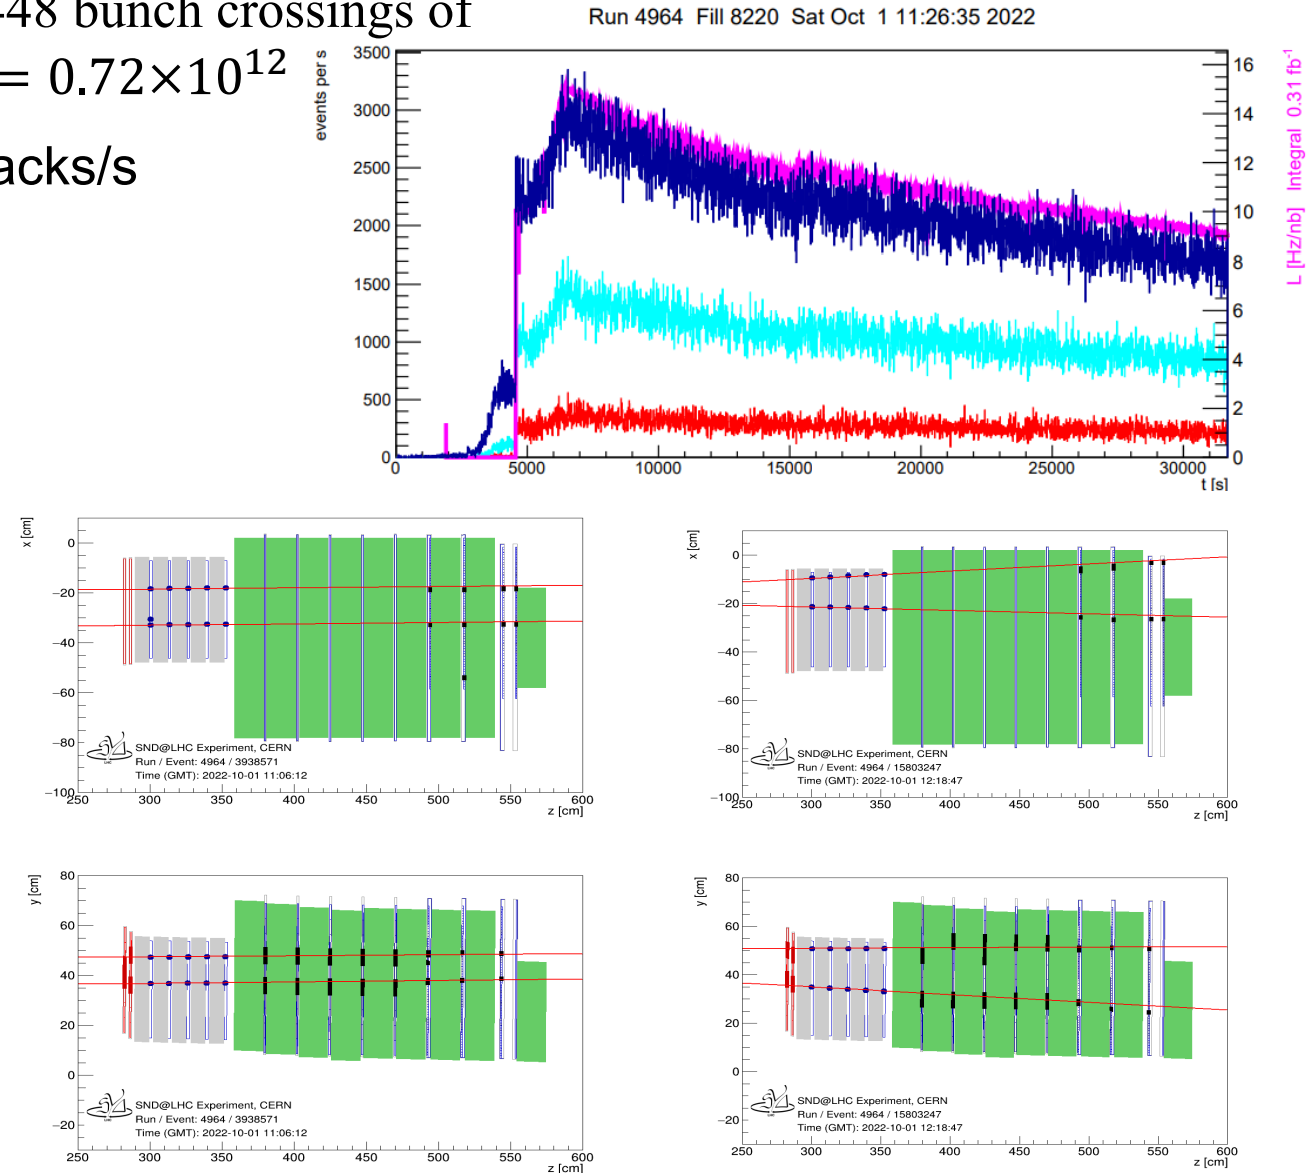 48 bunch crossings of
= 0.72×10¹²
acks/s
Run 4964 Fill 8220 Sat Oct 1 11:26:35 2022
events per s
3500
3000
2500
2000
1500
1000
500
0
0 5000 10000 15000 20000 25000 30000
t [s]
16
14
12
10
8
6
4
2
0
L [Hz/nb] Integral 0.31 fb⁻¹
x [cm]
0
−20
−40
−60
−80
−100
SND@LHC Experiment, CERN
Run / Event: 4964 / 3938571
Time (GMT): 2022-10-01 11:06:12
250 300 350 400 450 500 550 600
z [cm]
x [cm]
0
−20
−40
−60
−80
−100
SND@LHC Experiment, CERN
Run / Event: 4964 / 15803247
Time (GMT): 2022-10-01 12:18:47
250 300 350 400 450 500 550 600
z [cm]
y [cm]
80
60
40
20
0
−20
SND@LHC Experiment, CERN
Run / Event: 4964 / 3938571
Time (GMT): 2022-10-01 11:06:12
250 300 350 400 450 500 550 600
z [cm]
y [cm]
80
60
40
20
0
−20
SND@LHC Experiment, CERN
Run / Event: 4964 / 15803247
Time (GMT): 2022-10-01 12:18:47
250 300 350 400 450 500 550 600
z [cm]